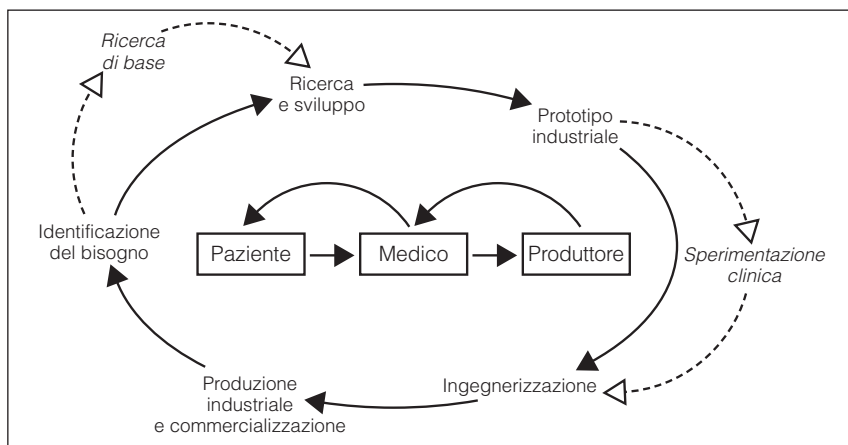 Ricerca
di base
Ricerca
e sviluppo
Prototipo
industriale
Identificazione
del bisogno
Paziente
Medico
Produttore
Sperimentazione
clinica
Ingegnerizzazione
Produzione
industriale
e commercializzazione